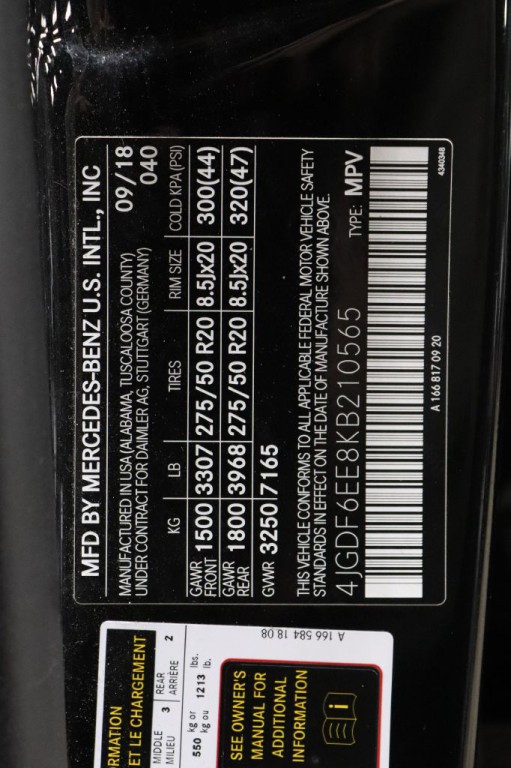 MFD BY MERCEDES-BENZ U.S. INTL., INC
MANUFACTURED IN USA (ALABAMA, TUSCALOOSA COUNTY) 09/18
UNDER CONTRACT FOR DAIMLER AG, STUTTGART (GERMANY) 040
KG LB TIRES RIM SIZE COLD KPA (PSI)
GAWR FRONT 1500 3307 275/50 R20 8.5Jx20 300(44)
GAWR REAR 1800 3968 275/50 R20 8.5Jx20 320(47)
GVWR 3250 7165
THIS VEHICLE CONFORMS TO ALL APPLICABLE FEDERAL MOTOR VEHICLE SAFETY
STANDARDS IN EFFECT ON THE DATE OF MANUFACTURE SHOWN ABOVE.
4JGDF6EE8KB210565 TYPE: MPV
A 166 817 09 20
4340348
RMATION
ET LE CHARGEMENT
MIDDLE 3 REAR 2
MILIEU ARRIÈRE
550 kg or 1213 lbs.
kg ou lb.
SEE OWNER'S
MANUAL FOR
ADDITIONAL
INFORMATION
A 166 584 18 08